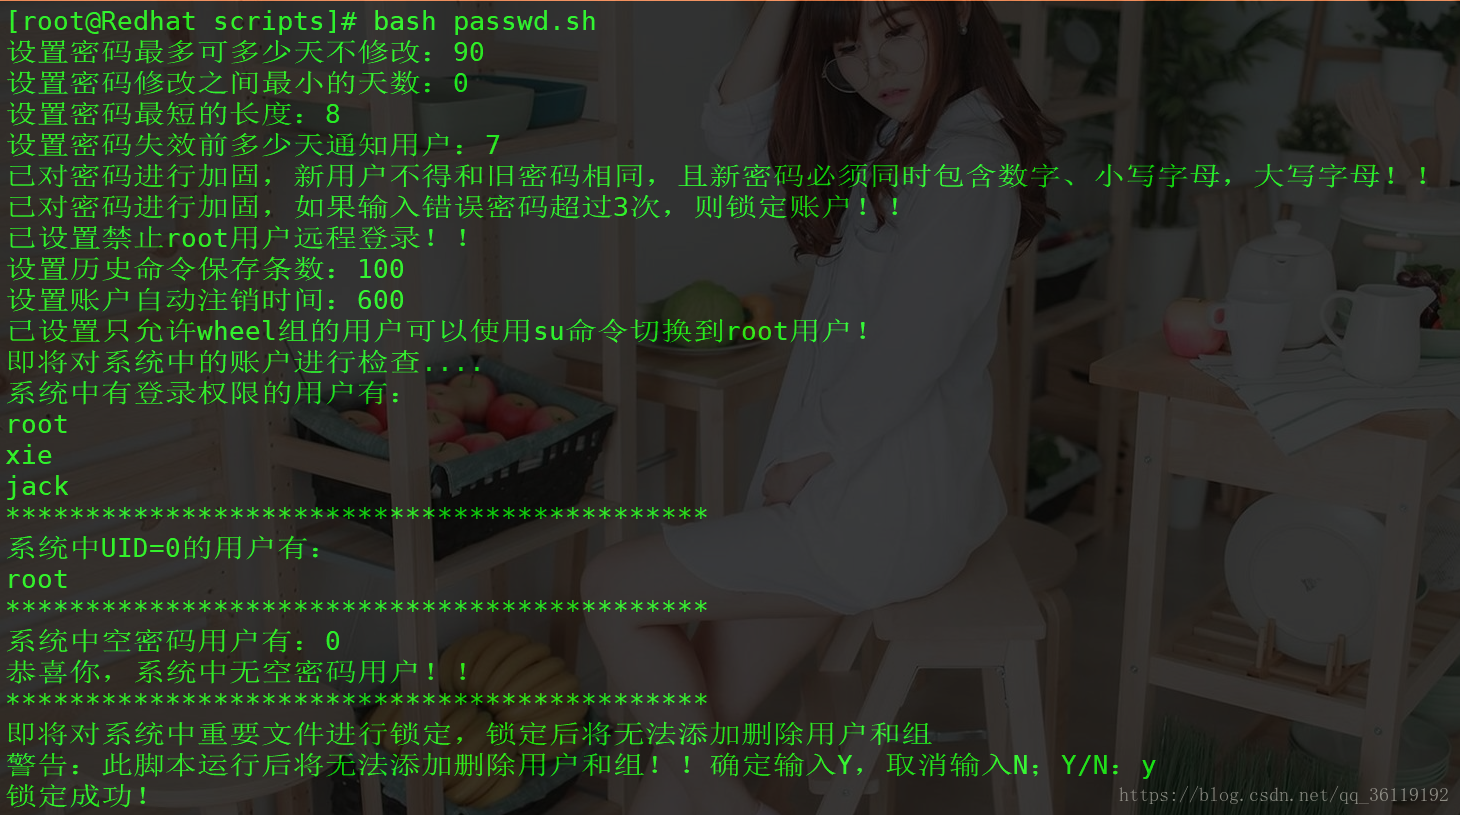 [root@Redhat scripts]# bash passwd.sh
设置密码最多可多少天不修改：90
设置密码修改之间最小的天数：0
设置密码最短的长度：8
设置密码失效前多少天通知用户：7
已对密码进行加固，新用户不得和旧密码相同，且新密码必须同时包含数字、小写字母，大写字母！！
已对密码进行加固，如果输入错误密码超过3次，则锁定账户！！
已设置禁止root用户远程登录！！
设置历史命令保存条数：100
设置账户自动注销时间：600
已设置只允许wheel组的用户可以使用su命令切换到root用户！
即将对系统中的账户进行检查....
系统中有登录权限的用户有：
root
xie
jack
********************************************
系统中UID=0的用户有：
root
********************************************
系统中空密码用户有：0
恭喜你，系统中无空密码用户！！
********************** *********************
即将对系统中重要文件进行锁定，锁定后将无法添加删除用户和组
警告：此脚本运行后将无法添加删除用户和组！！确定输入Y，取消输入N；Y/N：y
锁定成功！
https://blog.csdn.net/qq_36119192